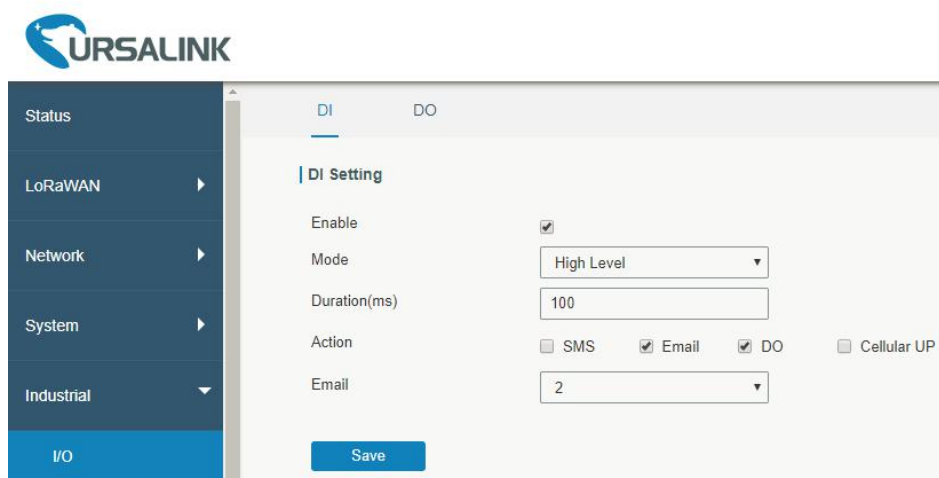 URSALINK
Status
LoRaWAN
Network
System
Industrial
I/O
DI DO
DI Setting
Enable
Mode High Level
Duration(ms) 100
Action SMS Email DO Cellular UP
Email 2
Save